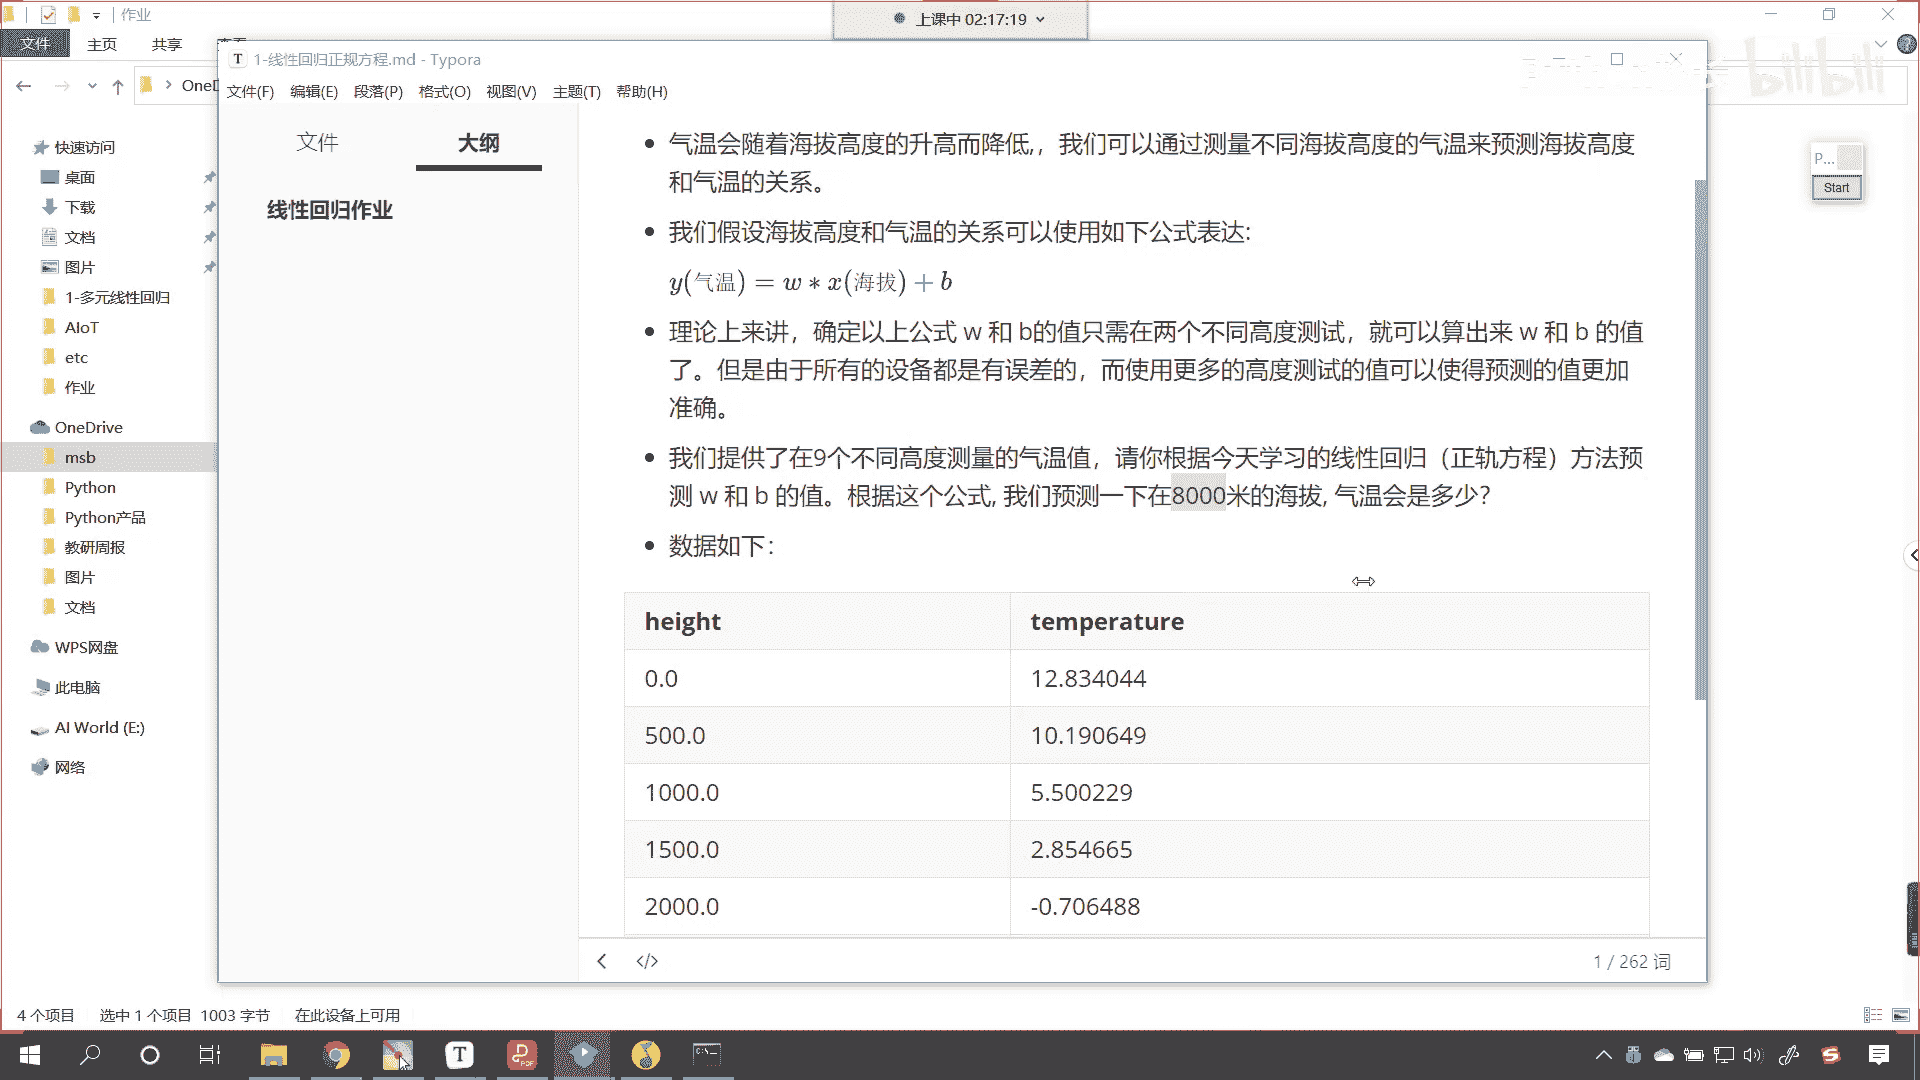 作业
上课中 02:17:19
文件
主页
共享
查看
OneD
bilibili
1-线性回归正规方程.md - Typora
文件(F) 编辑(E) 段落(P) 格式(O) 视图(V) 主题(T) 帮助(H)
文件
大纲
线性回归作业
快速访问
桌面
下载
文档
图片
1-多元线性回归
AIoT
etc
作业
OneDrive
msb
Python
Python产品
教研周报
图片
文档
WPS网盘
此电脑
AI World (E:)
网络
气温会随着海拔高度的升高而降低,，我们可以通过测量不同海拔高度的气温来预测海拔高度
和气温的关系。
我们假设海拔高度和气温的关系可以使用如下公式表达:
y(气温) = w * x(海拔) + b
理论上来讲，确定以上公式 w 和 b的值只需在两个不同高度测试，就可以算出来 w 和 b 的值
了。但是由于所有的设备都是有误差的，而使用更多的高度测试的值可以使得预测的值更加
准确。
我们提供了在9个不同高度测量的气温值，请你根据今天学习的线性回归（正轨方程）方法预
测 w 和 b 的值。根据这个公式, 我们预测一下在8000米的海拔, 气温会是多少?
数据如下：
height temperature
0.0 12.834044
500.0 10.190649
1000.0 5.500229
1500.0 2.854665
2000.0 -0.706488
1 / 262 词
P...
Start
4 个项目 选中 1 个项目 1003 字节 在此设备上可用